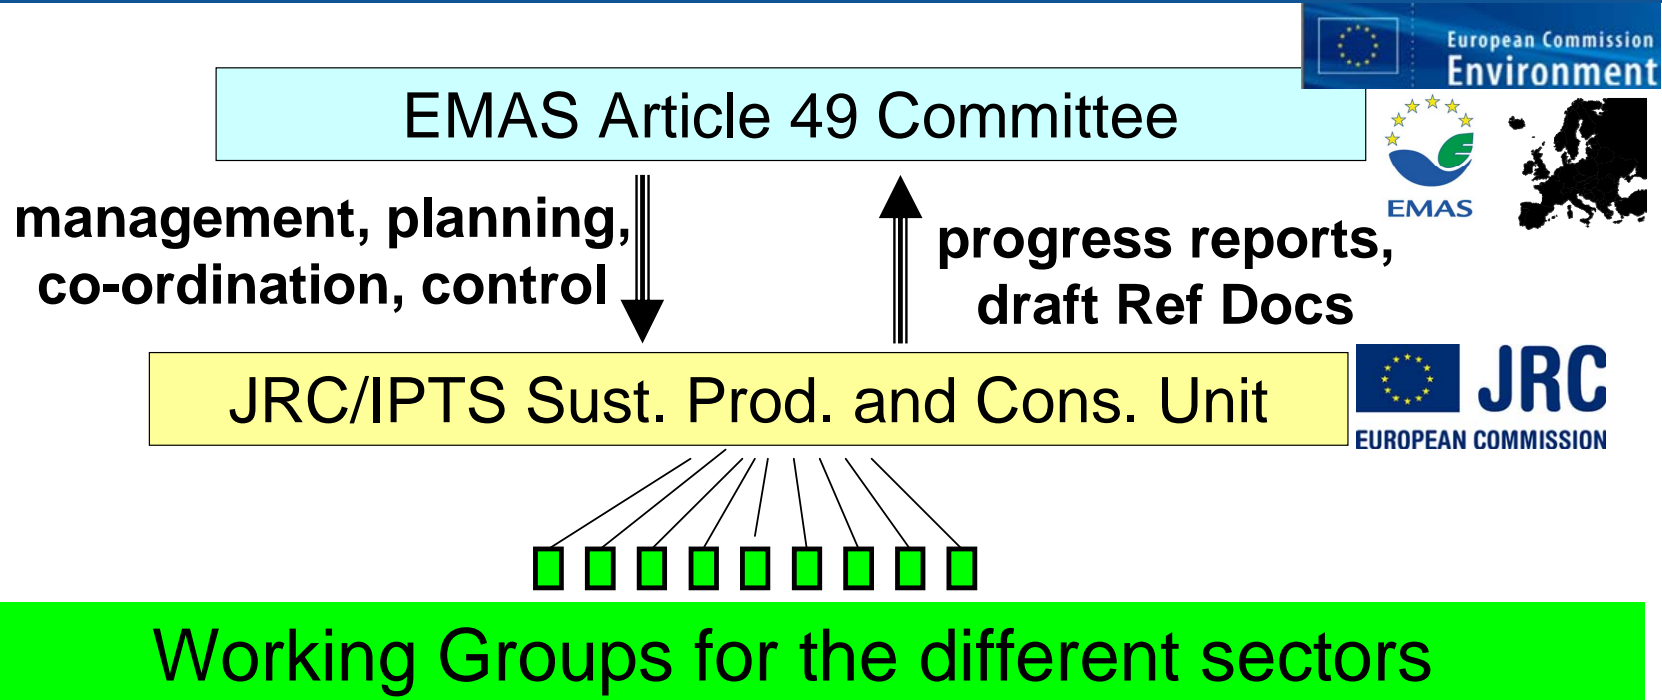 European Commission
Environment
EMAS Article 49 Committee
EMAS
management, planning,
co-ordination, control
progress reports,
draft Ref Docs
JRC/IPTS Sust. Prod. and Cons. Unit
JRC
EUROPEAN COMMISSION
Working Groups for the different sectors